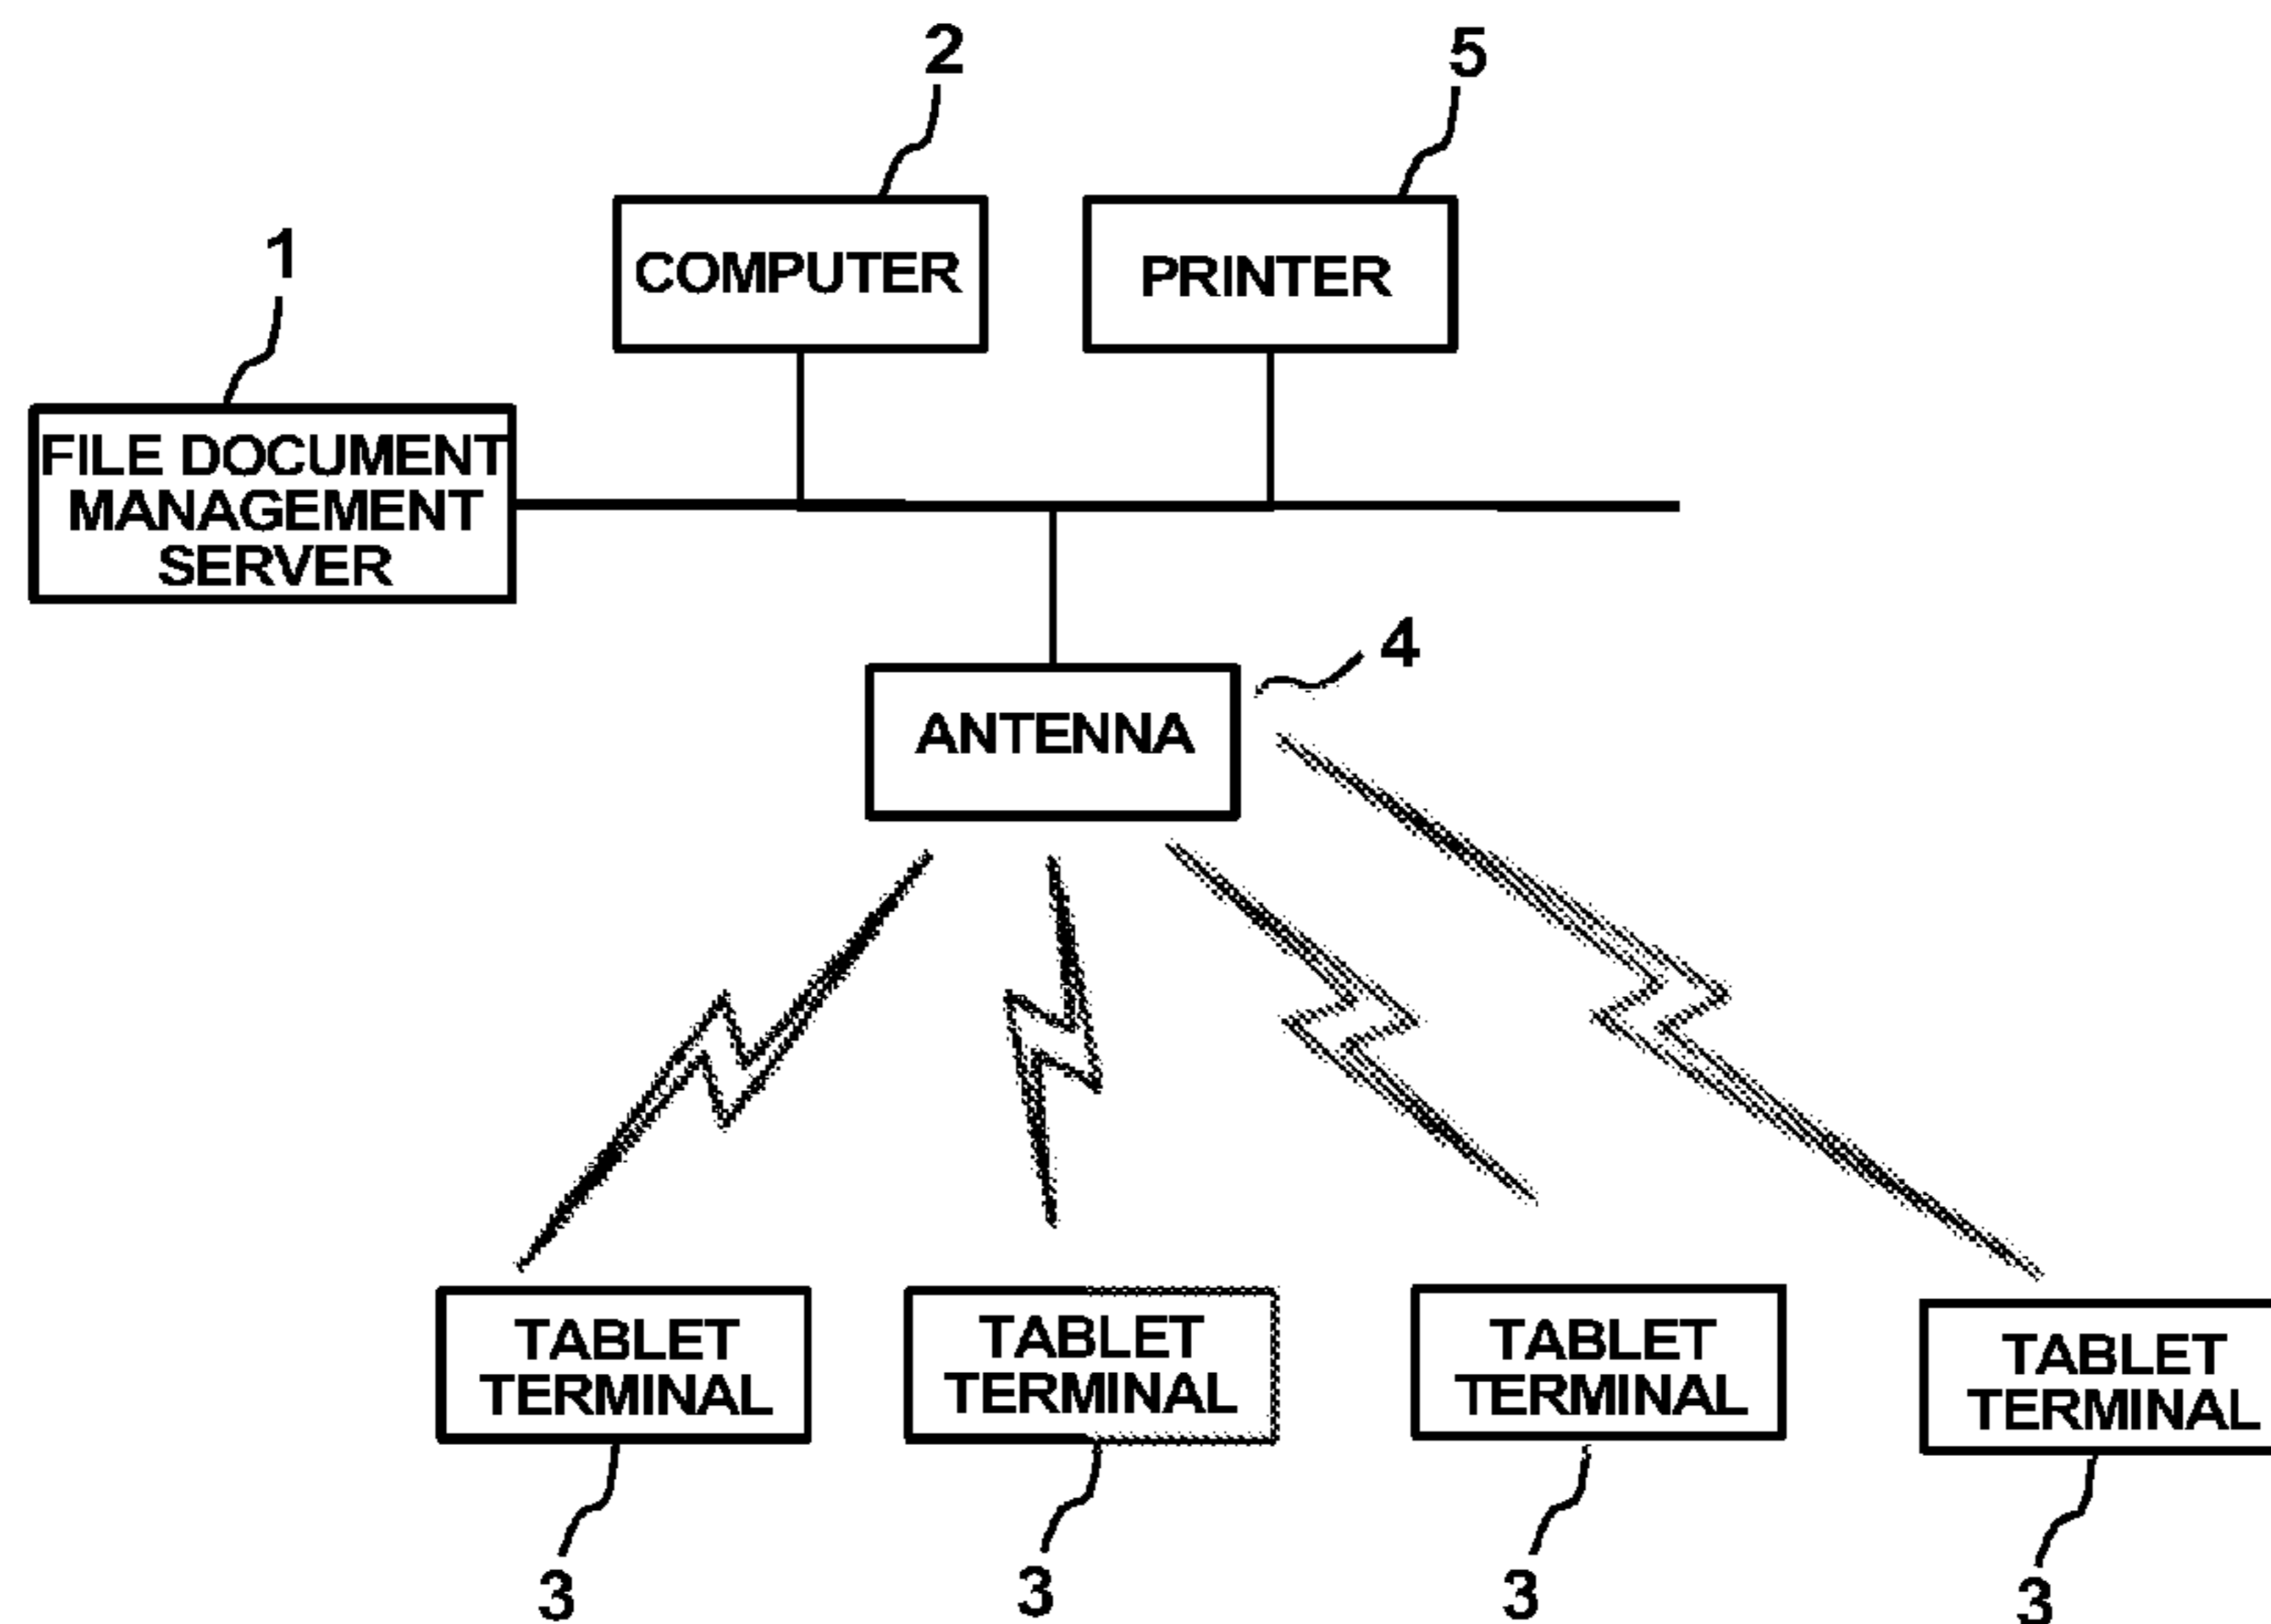 2
5
1
COMPUTER
PRINTER
FILE DOCUMENT
MANAGEMENT
SERVER
4
ANTENNA
TABLET
TERMINAL
TABLET
TERMINAL
TABLET
TERMINAL
TABLET
TERMINAL
3
3
3
3